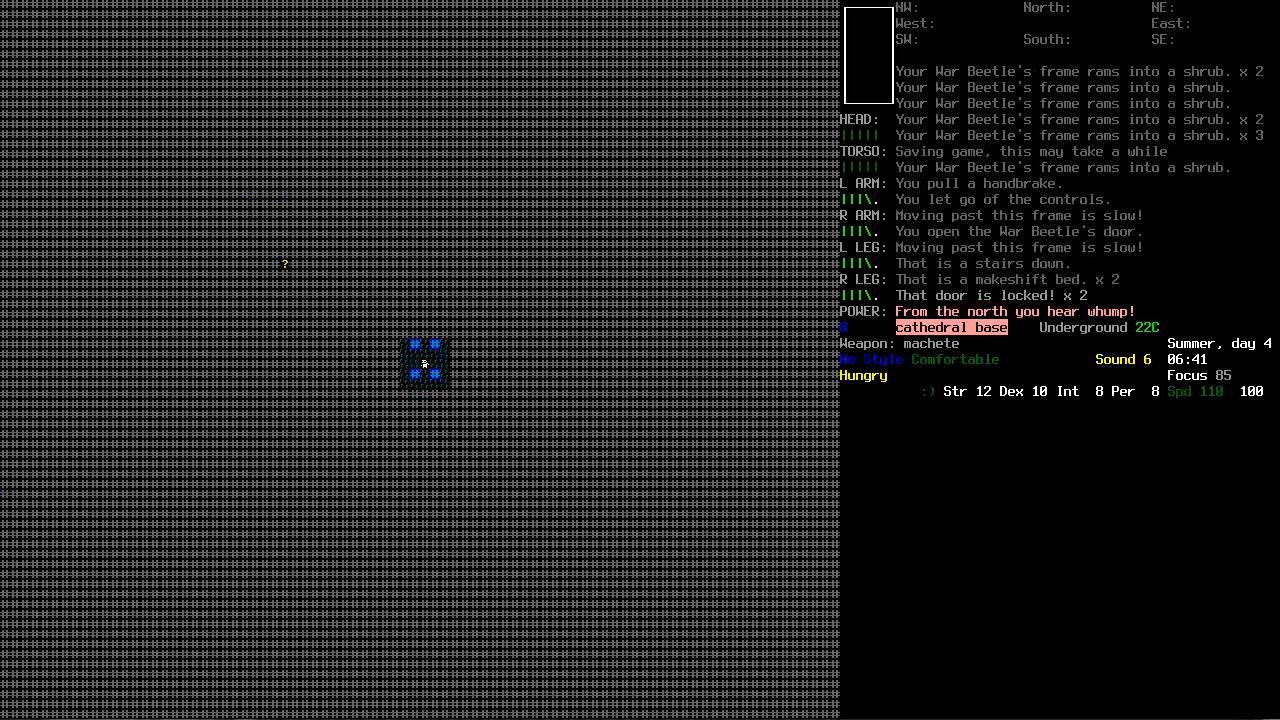 NW: North: NE:
West: East:
SW: South: SE:
Your War Beetle's frame rams into a shrub. x 2
Your War Beetle's frame rams into a shrub.
Your War Beetle's frame rams into a shrub.
HEAD: Your War Beetle's frame rams into a shrub. x 2
||||| Your War Beetle's frame rams into a shrub. x 3
TORSO: Saving game, this may take a while
||||| Your War Beetle's frame rams into a shrub.
L ARM: You pull a handbrake.
|||\. You let go of the controls.
R ARM: Moving past this frame is slow!
|||\. You open the War Beetle's door.
L LEG: Moving past this frame is slow!
|||\. That is a stairs down.
R LEG: That is a makeshift bed. x 2
|||\. That door is locked! x 2
POWER: From the north you hear whump!
0 cathedral base Underground 22C
Weapon: machete Summer, day 4
No Style Comfortable Sound 6 06:41
Hungry Focus 85
:) Str 12 Dex 10 Int 8 Per 8 Spd 110 100
?